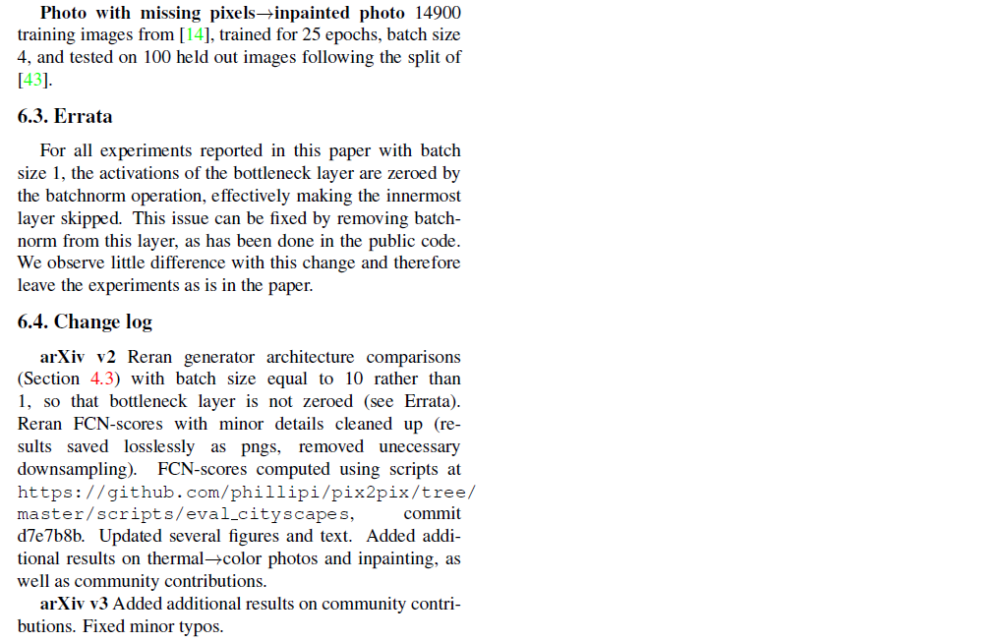 Photo with missing pixels→inpainted photo 14900
training images from [14], trained for 25 epochs, batch size
4, and tested on 100 held out images following the split of
[43].
6.3. Errata
For all experiments reported in this paper with batch
size 1, the activations of the bottleneck layer are zeroed by
the batchnorm operation, effectively making the innermost
layer skipped. This issue can be fixed by removing batch-
norm from this layer, as has been done in the public code.
We observe little difference with this change and therefore
leave the experiments as is in the paper.
6.4. Change log
arXiv v2 Reran generator architecture comparisons
(Section 4.3) with batch size equal to 10 rather than
1, so that bottleneck layer is not zeroed (see Errata).
Reran FCN-scores with minor details cleaned up (re-
sults saved losslessly as pngs, removed unecessary
downsampling). FCN-scores computed using scripts at
https://github.com/phillipi/pix2pix/tree/
master/scripts/eval_cityscapes, commit
d7e7b8b. Updated several figures and text. Added addi-
tional results on thermal→color photos and inpainting, as
well as community contributions.
arXiv v3 Added additional results on community contri-
butions. Fixed minor typos.